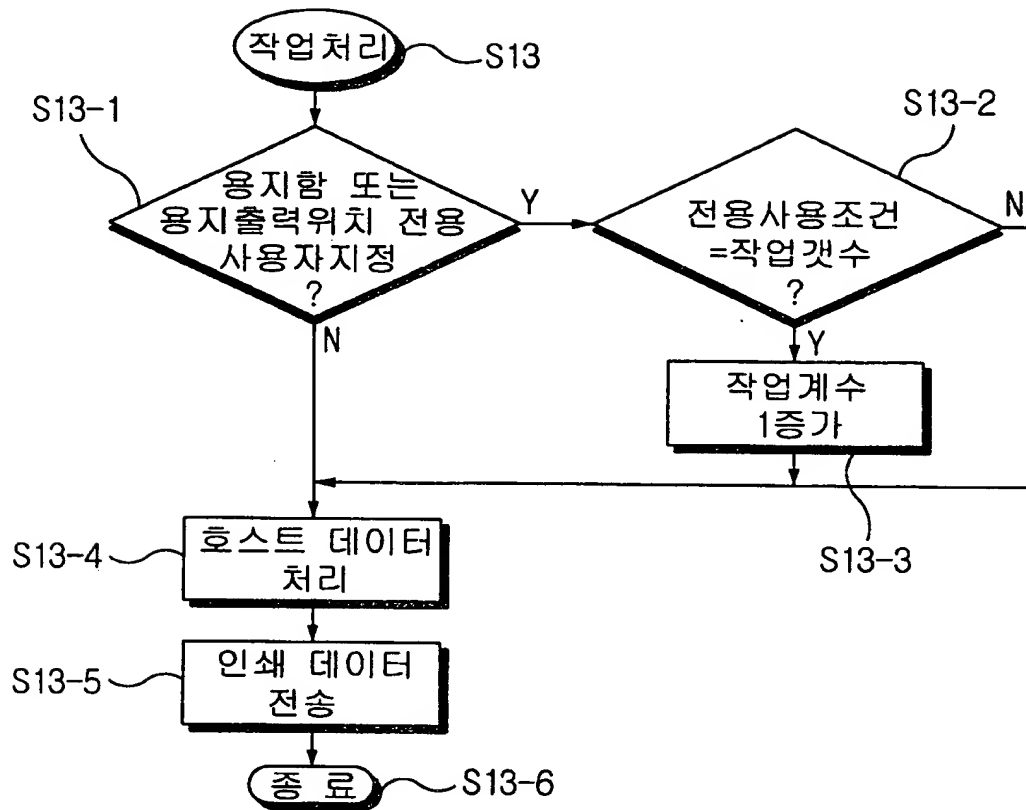 작업처리
S13
S13-1
S13-2
용지함 또는
용지출력위치 전용
사용자지정
?
Y
N
전용사용조건
=작업갯수
?
N
Y
작업계수
1증가
S13-3
S13-4
호스트 데이터
처리
S13-5
인쇄 데이터
전송
종 료
S13-6